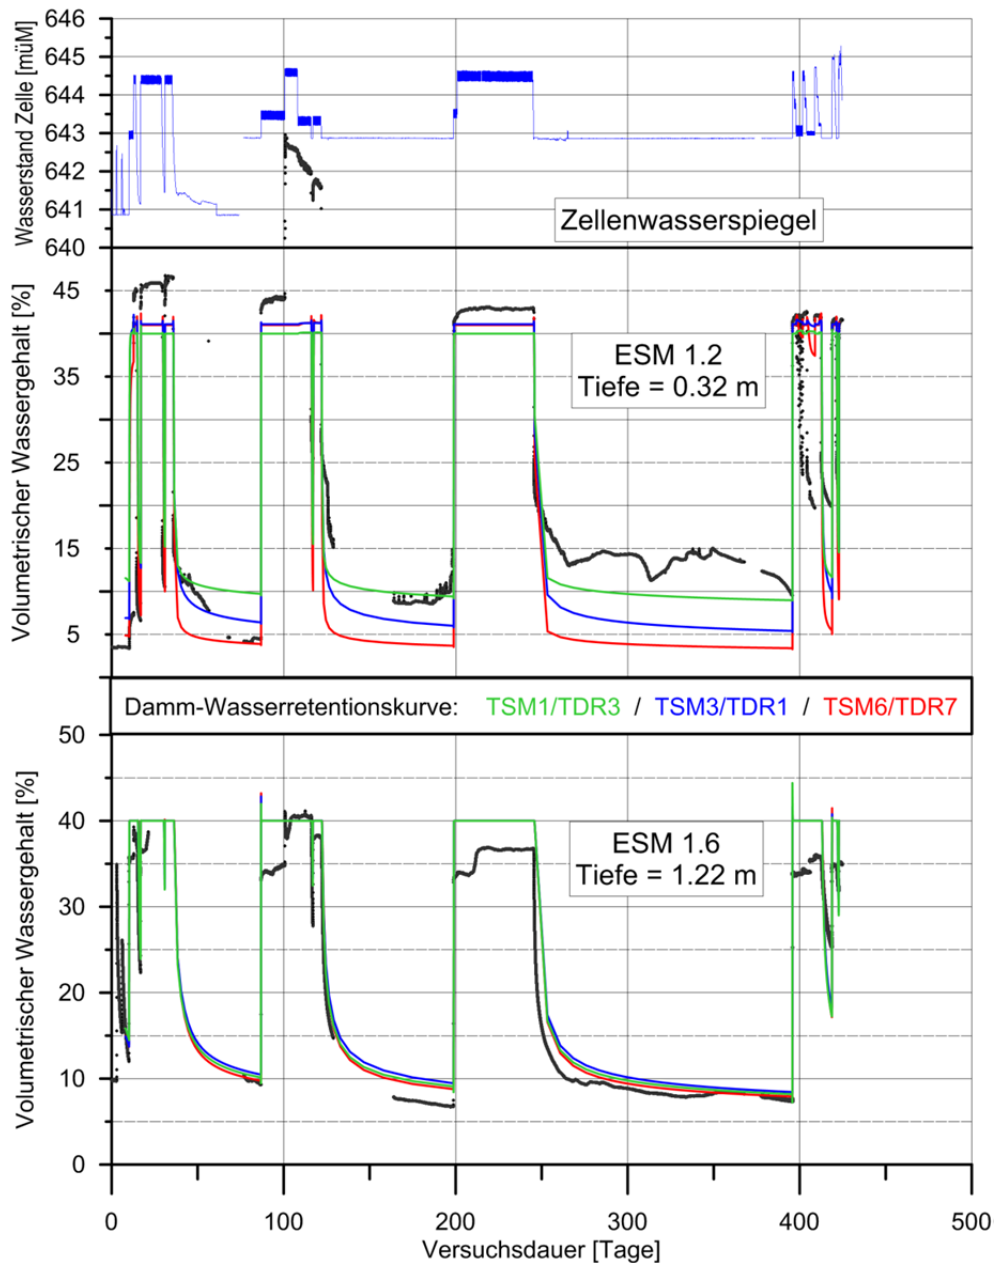 646
645
644
643
642
641
640
Wasserstand Zelle [müM]
Zellenwasserspiegel
45
35
25
15
5
Volumetrischer Wassergehalt [%]
ESM 1.2
Tiefe = 0.32 m
Damm-Wasserretentionskurve: TSM1/TDR3 / TSM3/TDR1 / TSM6/TDR7
50
40
30
20
10
0
Volumetrischer Wassergehalt [%]
ESM 1.6
Tiefe = 1.22 m
0 100 200 300 400 500
Versuchsdauer [Tage]